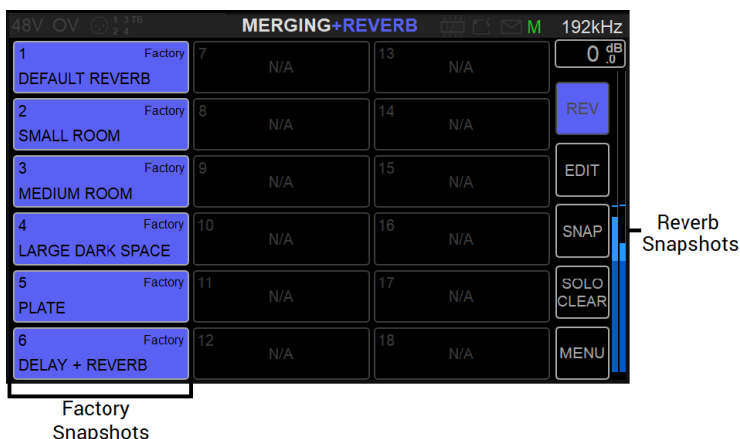 48V OV 1 3 TB MERGING+REVERB M 192kHz
2 4
1 Factory 7 N/A 13 N/A 0 dB
.0
DEFAULT REVERB
2 Factory 8 N/A 14 N/A REV
SMALL ROOM
3 Factory 9 N/A 15 N/A EDIT
MEDIUM ROOM
4 Factory 10 N/A 16 N/A SNAP
LARGE DARK SPACE
5 Factory 11 N/A 17 N/A SOLO
CLEAR
PLATE
6 Factory 12 N/A 18 N/A MENU
DELAY + REVERB
Reverb
Snapshots
Factory
Snapshots